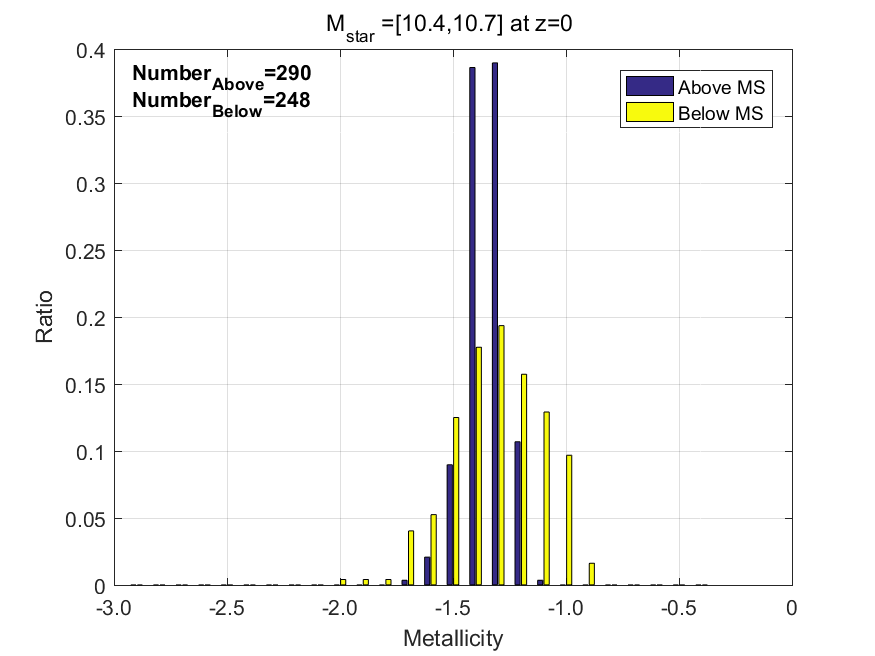 M_star =[10.4,10.7] at z=0
Number_Above=290
Number_Below=248
Above MS
Below MS
0.4
0.35
0.3
0.25
0.2
0.15
0.1
0.05
0
Ratio
-3.0 -2.5 -2.0 -1.5 -1.0 -0.5 0
Metallicity